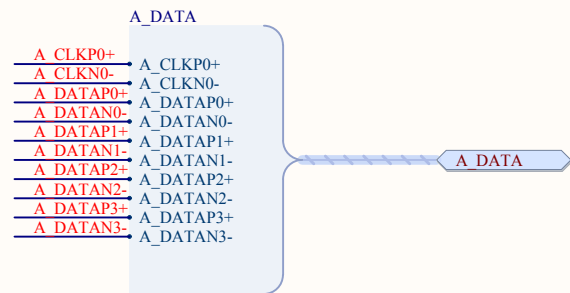 A_DATA
A_CLKP0+ A_CLKP0+
A_CLKN0- A_CLKN0-
A_DATAP0+ A_DATAP0+
A_DATAN0- A_DATAN0-
A_DATAP1+ A_DATAP1+
A_DATAN1- A_DATAN1- A_DATA
A_DATAP2+ A_DATAP2+
A_DATAN2- A_DATAN2-
A_DATAP3+ A_DATAP3+
A_DATAN3- A_DATAN3-